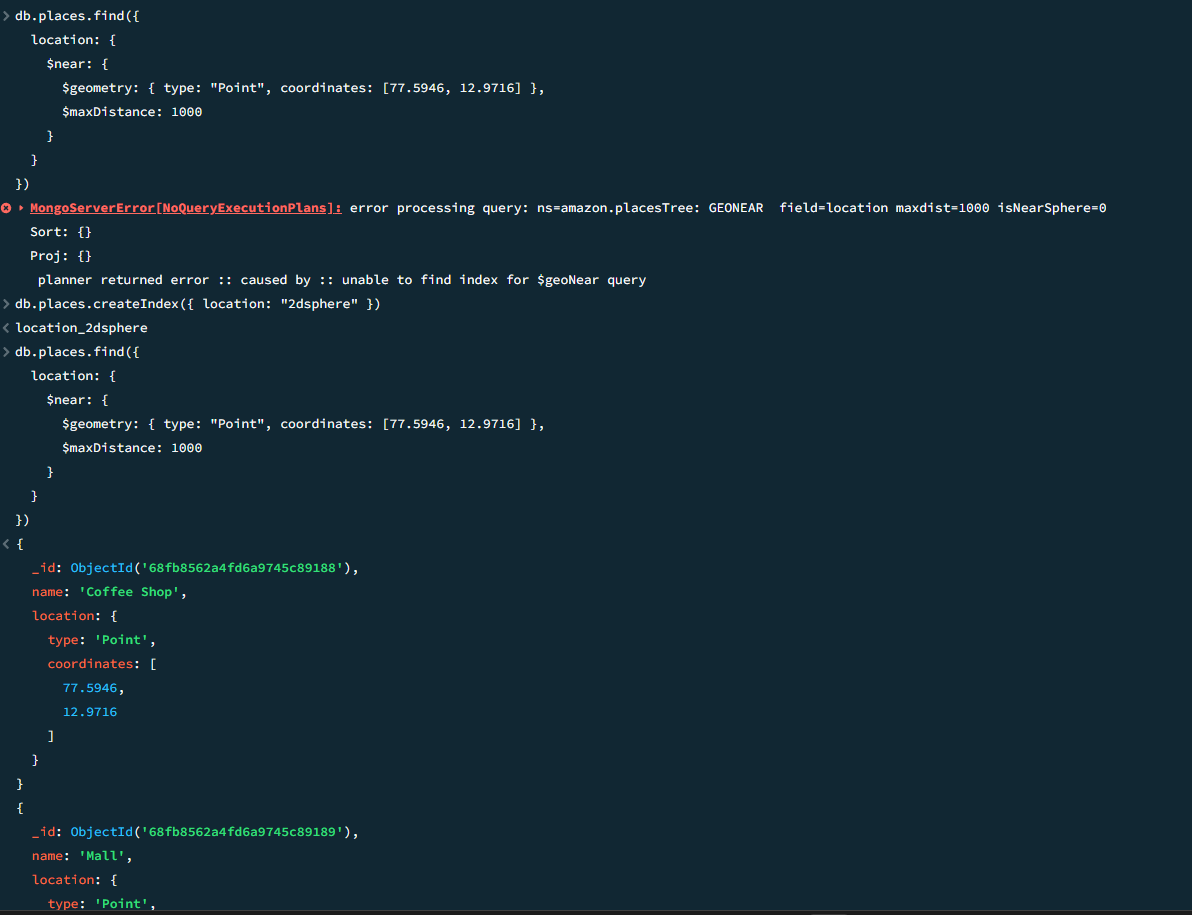 db.places.find({
location: {
$near: {
$geometry: { type: "Point", coordinates: [77.5946, 12.9716] },
$maxDistance: 1000
}
}
})
MongoServerError[NoQueryExecutionPlans]: error processing query: ns=amazon.placesTree: GEONEAR  field=location maxdist=1000 isNearSphere=0
Sort: {}
Proj: {}
planner returned error :: caused by :: unable to find index for $geoNear query
db.places.createIndex({ location: "2dsphere" })
location_2dsphere
db.places.find({
location: {
$near: {
$geometry: { type: "Point", coordinates: [77.5946, 12.9716] },
$maxDistance: 1000
}
}
})
{
_id: ObjectId('68fb8562a4fd6a9745c89188'),
name: 'Coffee Shop',
location: {
type: 'Point',
coordinates: [
77.5946,
12.9716
]
}
}
{
_id: ObjectId('68fb8562a4fd6a9745c89189'),
name: 'Mall',
location: {
type: 'Point',